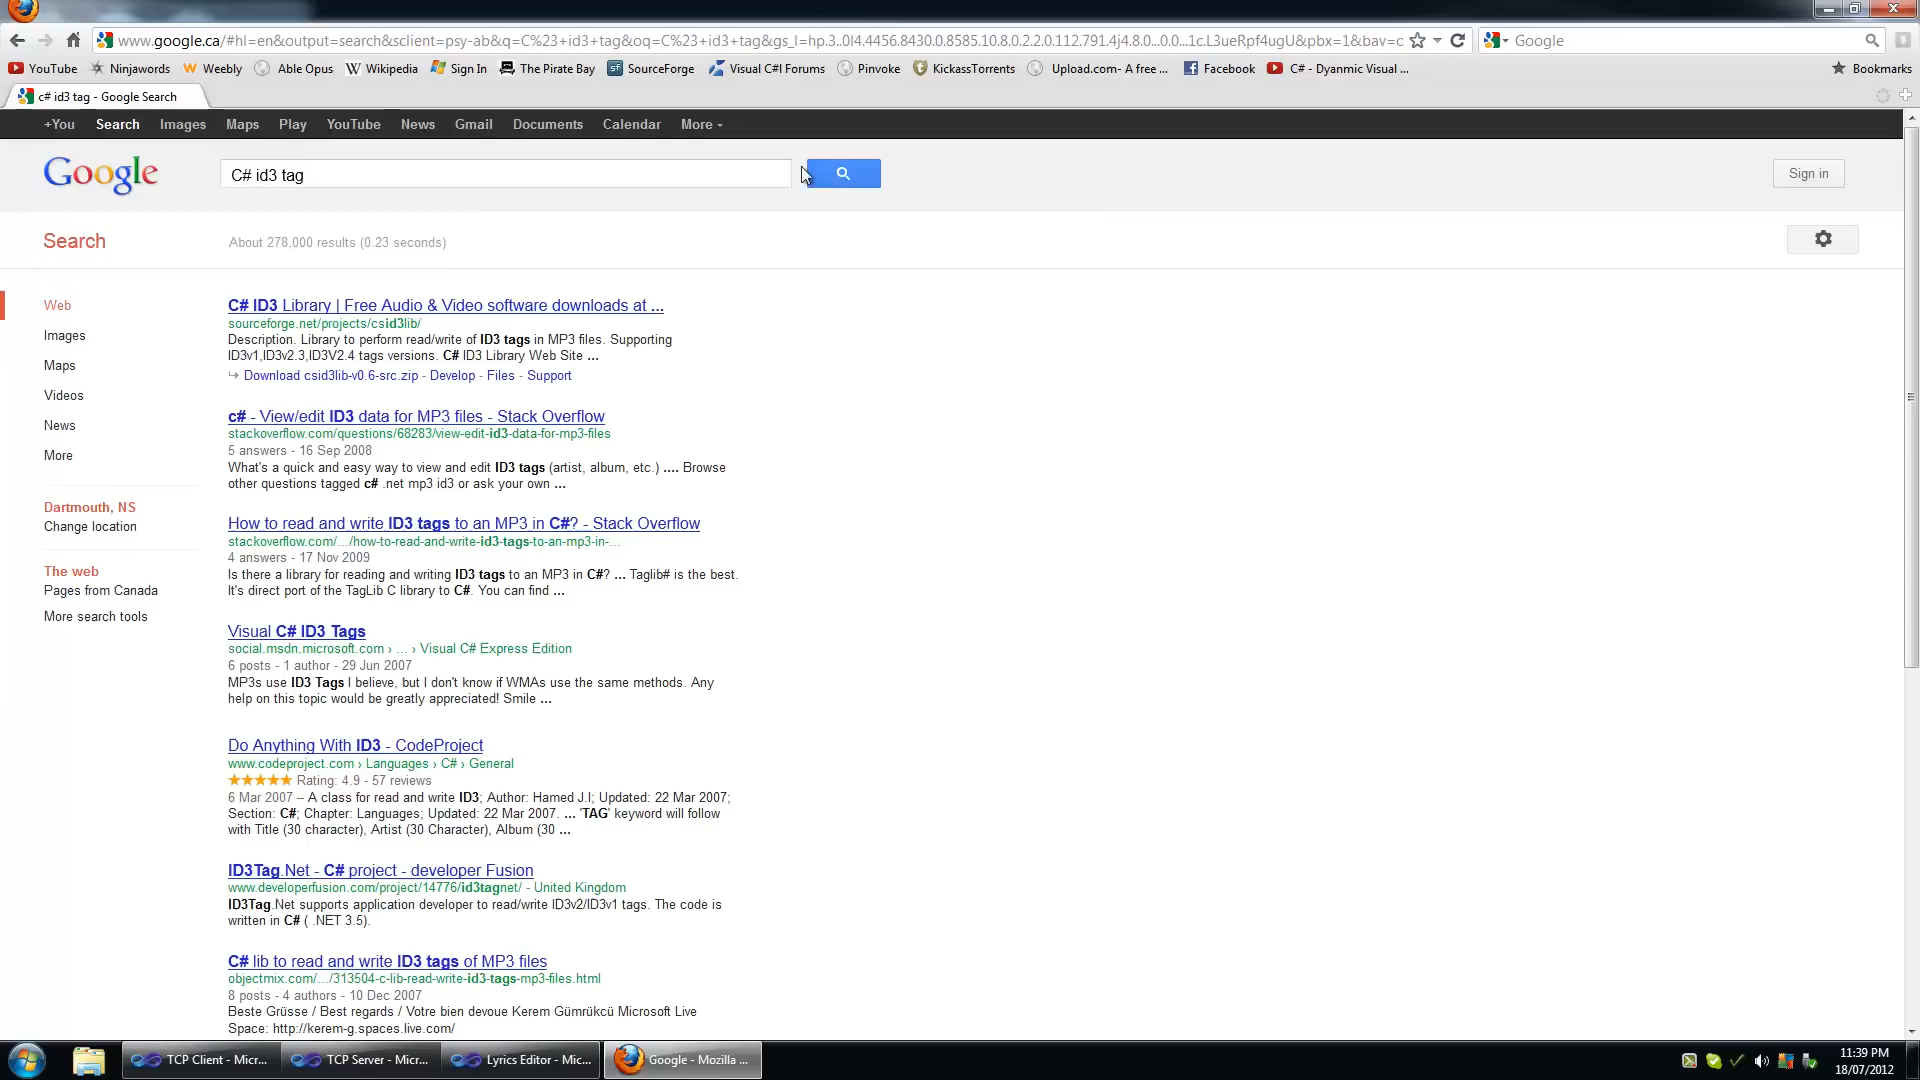 www.google.ca/#hl=en&output=search&sclient=psy-ab&q=C%23+id3+tag&oq=C%23+id3+tag&gs_l=hp.3..0l4.4456.8430.0.8585.10.8.0.2.2.0.112.791.4j4.8.0...0.0...1c.L3ueRpf4ugU&pbx=1&bav=c
Google
YouTube Ninjawords Weebly Able Opus Wikipedia Sign In The Pirate Bay SourceForge Visual C#I Forums Pinvoke KickassTorrents Upload.com- A free ... Facebook C# - Dyanmic Visual ... Bookmarks
c# id3 tag - Google Search
+You Search Images Maps Play YouTube News Gmail Documents Calendar More
Google
C# id3 tag
Sign in
Search
About 278,000 results (0.23 seconds)
Web
Images
Maps
Videos
News
More
Dartmouth, NS
Change location
The web
Pages from Canada
More search tools
C# ID3 Library | Free Audio & Video software downloads at ...
sourceforge.net/projects/csid3lib/
Description. Library to perform read/write of ID3 tags in MP3 files. Supporting
ID3v1,ID3v2.3,ID3V2.4 tags versions. C# ID3 Library Web Site ...
Download csid3lib-v0.6-src.zip - Develop - Files - Support
c# - View/edit ID3 data for MP3 files - Stack Overflow
stackoverflow.com/questions/68283/view-edit-id3-data-for-mp3-files
5 answers - 16 Sep 2008
What's a quick and easy way to view and edit ID3 tags (artist, album, etc.) .... Browse
other questions tagged c# .net mp3 id3 or ask your own ...
How to read and write ID3 tags to an MP3 in C#? - Stack Overflow
stackoverflow.com/.../how-to-read-and-write-id3-tags-to-an-mp3-in-...
4 answers - 17 Nov 2009
Is there a library for reading and writing ID3 tags to an MP3 in C#? ... Taglib# is the best.
It's direct port of the TagLib C library to C#. You can find ...
Visual C# ID3 Tags
social.msdn.microsoft.com › ... › Visual C# Express Edition
6 posts - 1 author - 29 Jun 2007
MP3s use ID3 Tags I believe, but I don't know if WMAs use the same methods. Any
help on this topic would be greatly appreciated! Smile ...
Do Anything With ID3 - CodeProject
www.codeproject.com › Languages › C# › General
Rating: 4.9 - 57 reviews
6 Mar 2007 – A class for read and write ID3; Author: Hamed J.I; Updated: 22 Mar 2007;
Section: C#; Chapter: Languages; Updated: 22 Mar 2007. ... 'TAG' keyword will follow
with Title (30 character), Artist (30 Character), Album (30 ...
ID3Tag.Net - C# project - developer Fusion
www.developerfusion.com/project/14776/id3tagnet/ - United Kingdom
ID3Tag.Net supports application developer to read/write ID3v2/ID3v1 tags. The code is
written in C# ( .NET 3.5).
C# lib to read and write ID3 tags of MP3 files
objectmix.com/.../313504-c-lib-read-write-id3-tags-mp3-files.html
8 posts - 4 authors - 10 Dec 2007
Beste Grüsse / Best regards / Votre bien devoue Kerem Gümrükcü Microsoft Live
Space: http://kerem-g.spaces.live.com/
TCP Client - Micr... TCP Server - Micr... Lyrics Editor - Mic... Google - Mozilla ...
11:39 PM
18/07/2012